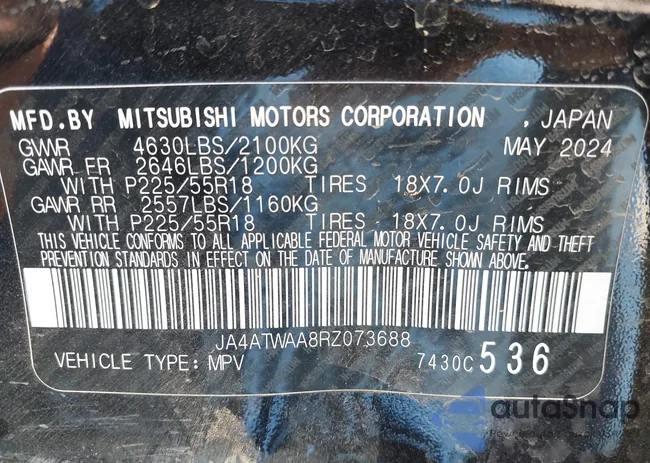 MFD.BY MITSUBISHI MOTORS CORPORATION , JAPAN
GVWR 4630LBS/2100KG MAY 2024
GAWR FR 2646LBS/1200KG
WITH P225/55R18 TIRES 18X7.0J RIMS
GAWR RR 2557LBS/1160KG
WITH P225/55R18 TIRES 18X7.0J RIMS
THIS VEHICLE CONFORMS TO ALL APPLICABLE FEDERAL MOTOR VEHICLE SAFETY AND THEFT
PREVENTION STANDARDS IN EFFECT ON THE DATE OF MANUFACTURE SHOWN ABOVE.
JA4ATWAA8RZ073688
VEHICLE TYPE: MPV 7430C 536
autoSnap